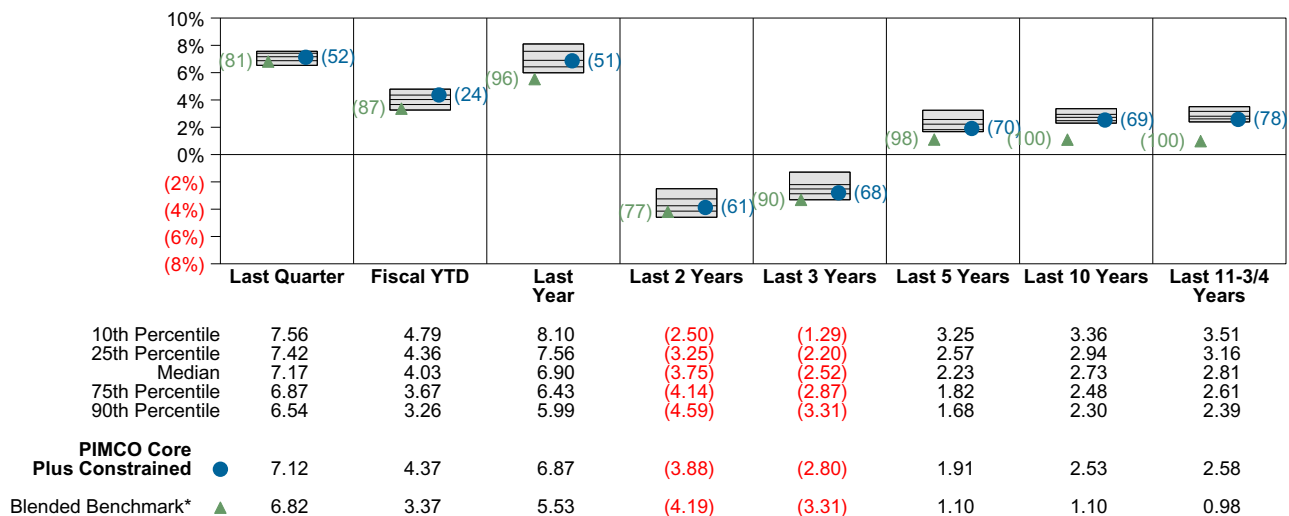 10%
8%
6%
4%
2%
0%
(2%)
(4%)
(6%)
(8%)
(81) (52)
(87) (24)
(96) (51)
(77) (61)
(90) (68)
(98) (70)
(100) (69)
(100) (78)
Last Quarter Fiscal YTD Last Year Last 2 Years Last 3 Years Last 5 Years Last 10 Years Last 11-3/4 Years
10th Percentile 7.56 4.79 8.10 (2.50) (1.29) 3.25 3.36 3.51
25th Percentile 7.42 4.36 7.56 (3.25) (2.20) 2.57 2.94 3.16
Median 7.17 4.03 6.90 (3.75) (2.52) 2.23 2.73 2.81
75th Percentile 6.87 3.67 6.43 (4.14) (2.87) 1.82 2.48 2.61
90th Percentile 6.54 3.26 5.99 (4.59) (3.31) 1.68 2.30 2.39
PIMCO Core
Plus Constrained 7.12 4.37 6.87 (3.88) (2.80) 1.91 2.53 2.58
Blended Benchmark* 6.82 3.37 5.53 (4.19) (3.31) 1.10 1.10 0.98